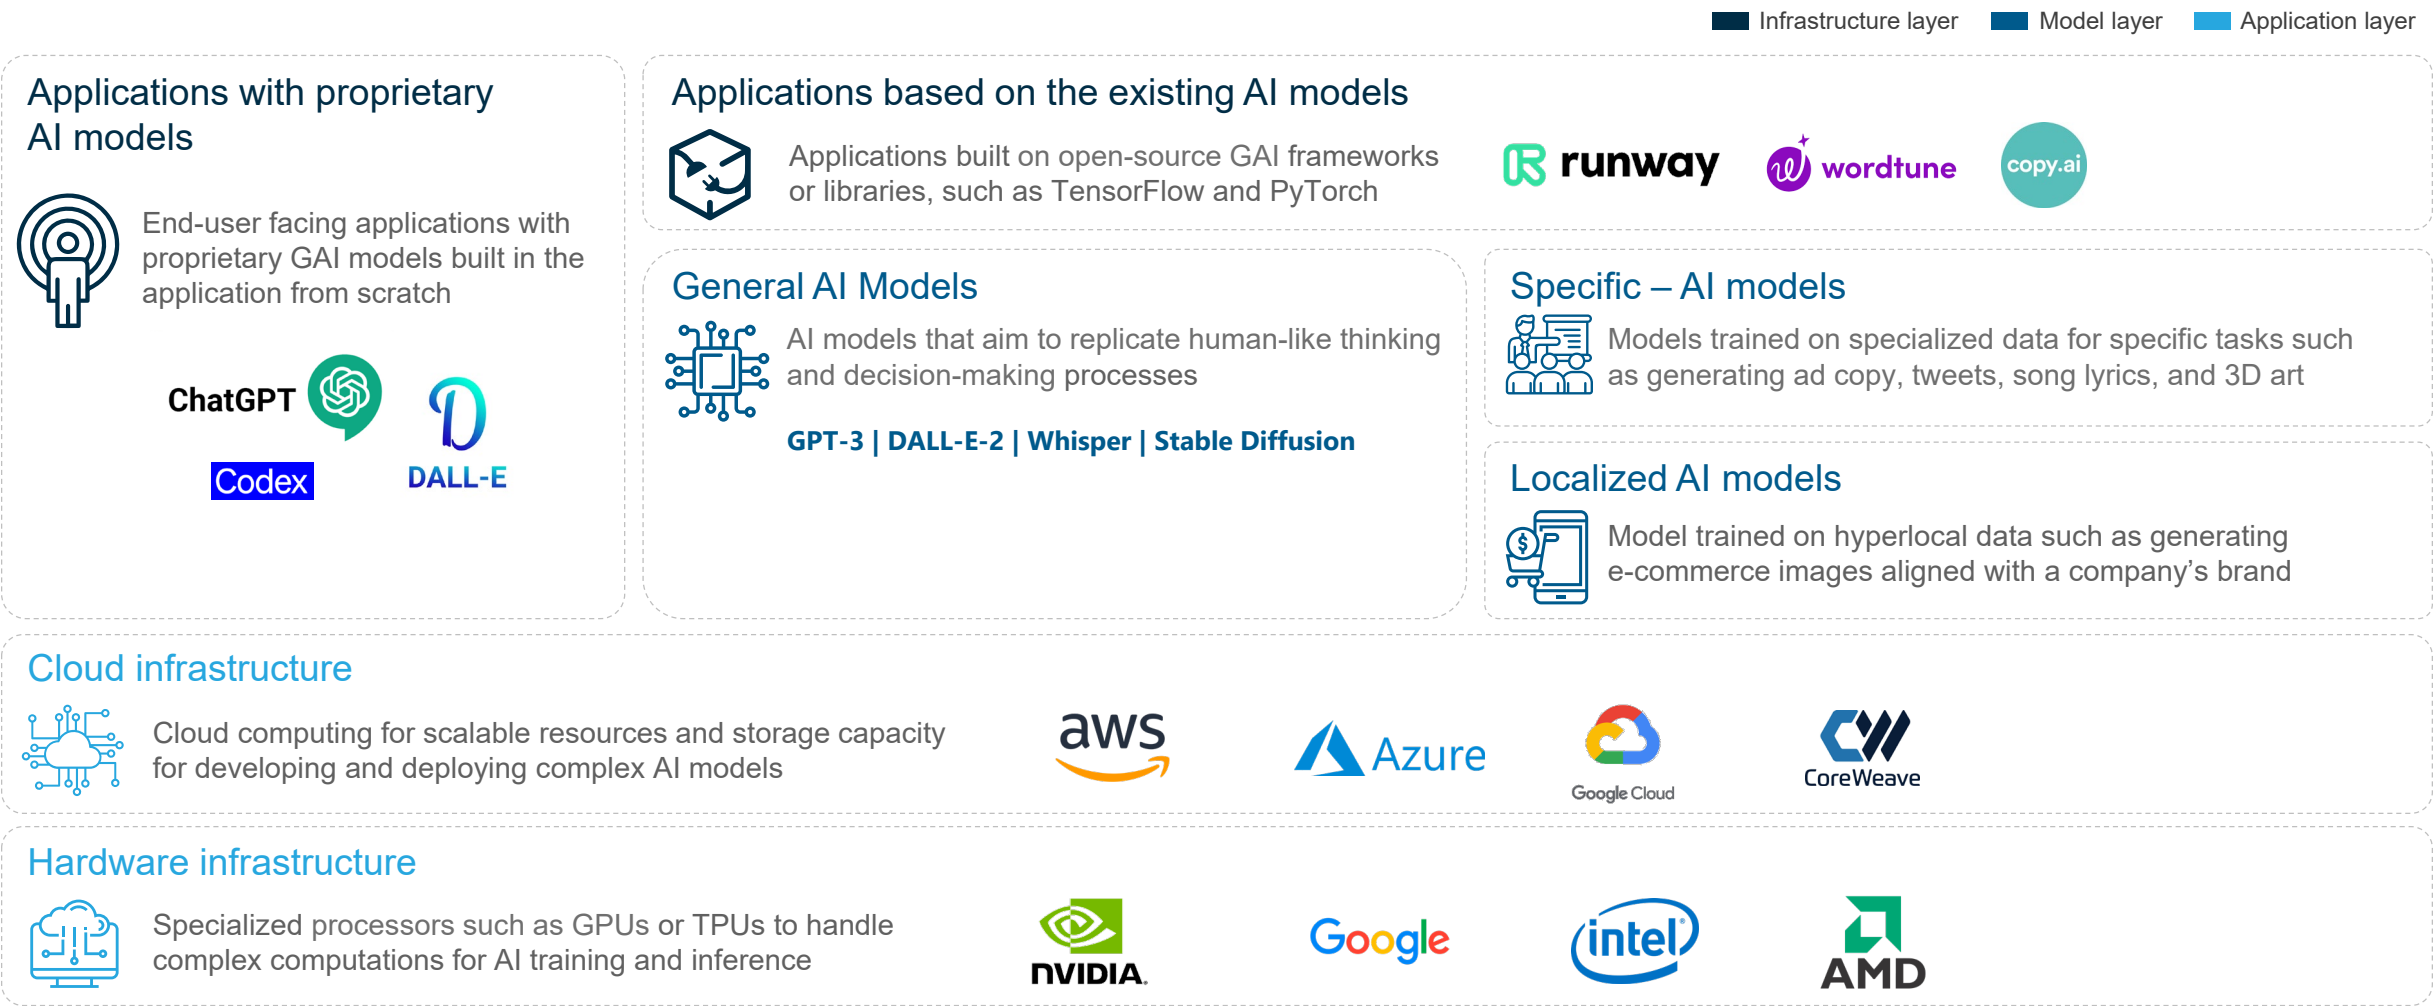 Infrastructure layer
Model layer
Application layer
Applications with proprietary
AI models
End-user facing applications with
proprietary GAI models built in the
application from scratch
ChatGPT
Codex
DALL-E
Applications based on the existing AI models
Applications built on open-source GAI frameworks
or libraries, such as TensorFlow and PyTorch
runway
wordtune
copy.ai
General AI Models
AI models that aim to replicate human-like thinking
and decision-making processes
GPT-3 | DALL-E-2 | Whisper | Stable Diffusion
Specific – AI models
Models trained on specialized data for specific tasks such
as generating ad copy, tweets, song lyrics, and 3D art
Localized AI models
Model trained on hyperlocal data such as generating
e-commerce images aligned with a company’s brand
Cloud infrastructure
Cloud computing for scalable resources and storage capacity
for developing and deploying complex AI models
aws
Azure
Google Cloud
CoreWeave
Hardware infrastructure
Specialized processors such as GPUs or TPUs to handle
complex computations for AI training and inference
NVIDIA.
Google
intel
AMD